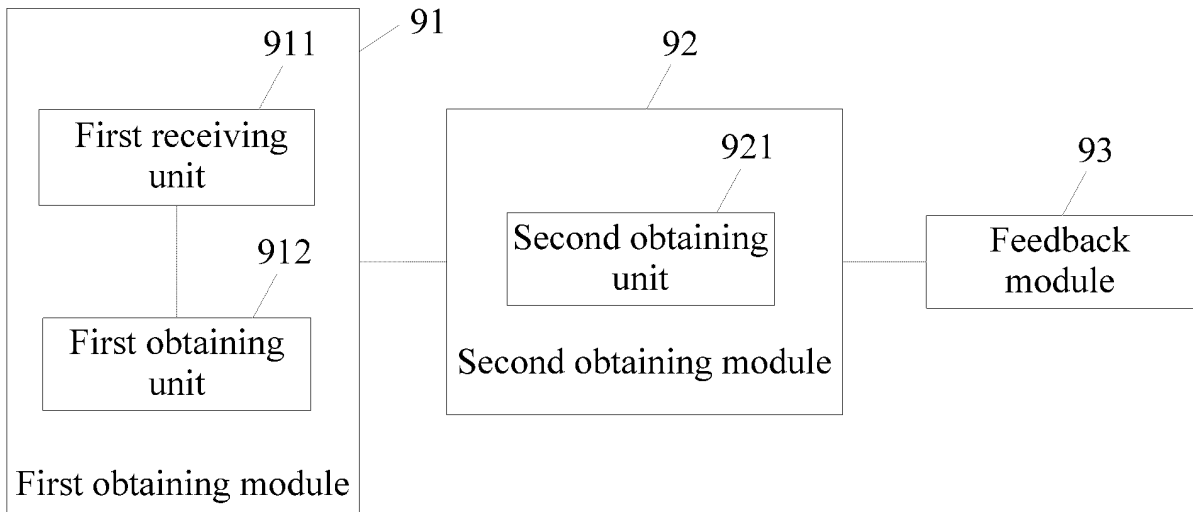 91
911
First receiving
unit
912
First obtaining
unit
First obtaining module
92
921
Second obtaining
unit
Second obtaining module
93
Feedback
module